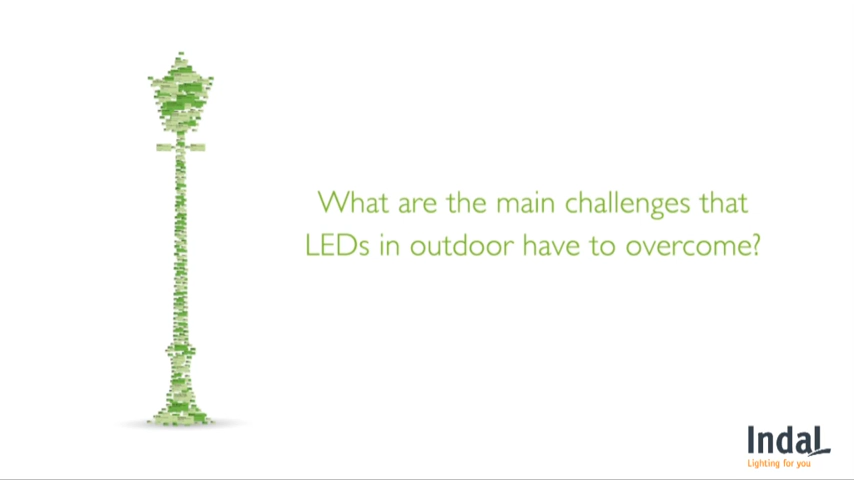 What are the main challenges that
LEDs in outdoor have to overcome?
Indal
Lighting for you